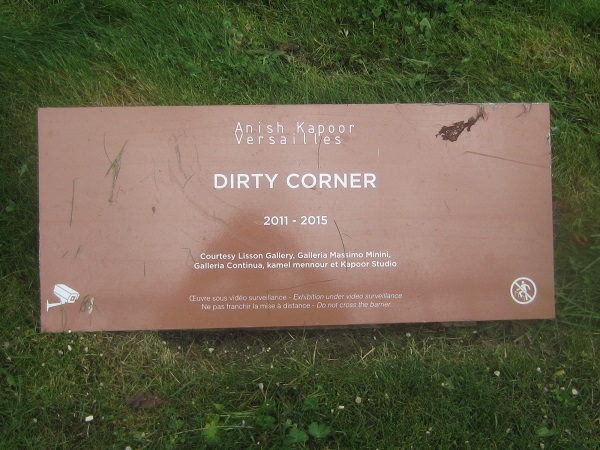 Anish Kapoor
Versailles
DIRTY CORNER
2011 - 2015
Courtesy Lisson Gallery, Galleria Massimo Minini,
Galleria Continua, kamel mennour et Kapoor Studio
Œuvre sous vidéo surveillance - Exhibition under video surveillance
Ne pas franchir la mise à distance - Do not cross the barrier